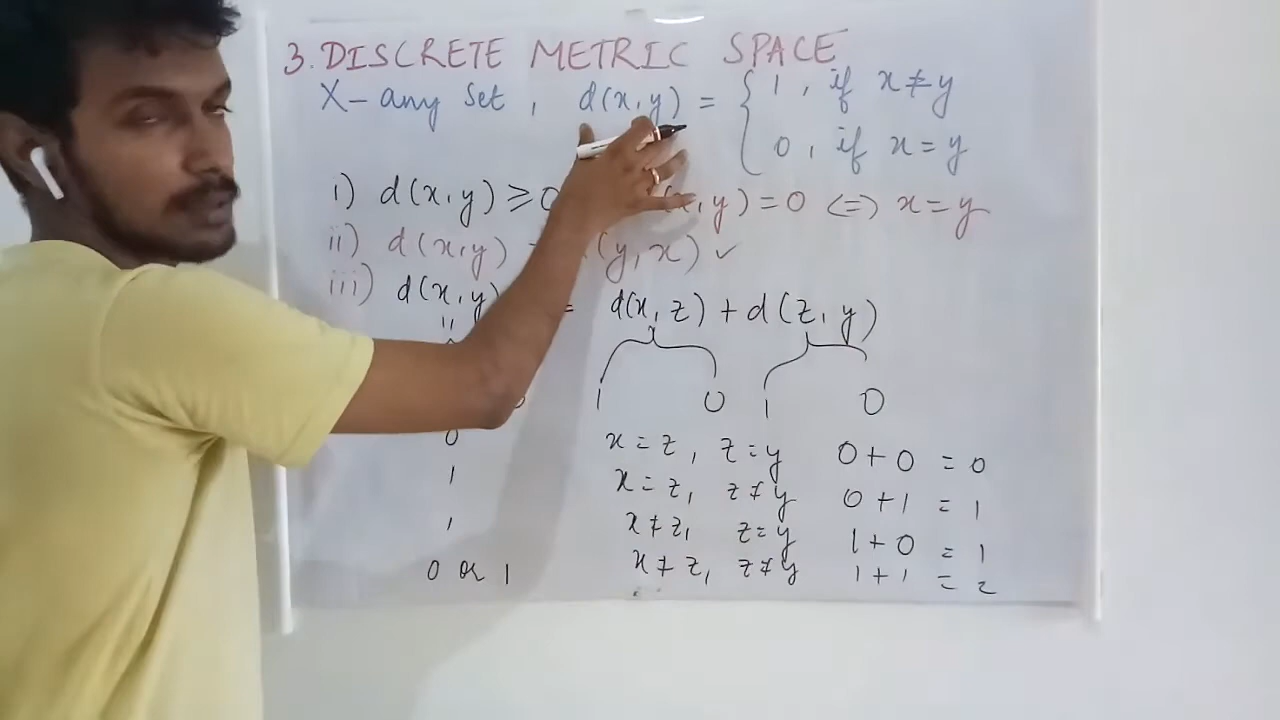 3. DISCRETE METRIC SPACE
X – any Set , d(x,y) = { 1 , if x ≠ y
0 , if x = y
i) d(x,y) ≥ 0 (x,y) = 0 <=> x = y
ii) d(x,y) (y,x) ✓
iii) d(x,y) = d(x,z) + d(z,y)
"
1 0 1 0
0 x = z, z = y 0 + 0 = 0
1 x = z, z ≠ y 0 + 1 = 1
1 x ≠ z, z = y 1 + 0 = 1
0 or 1 x ≠ z, z ≠ y 1 + 1 = 2